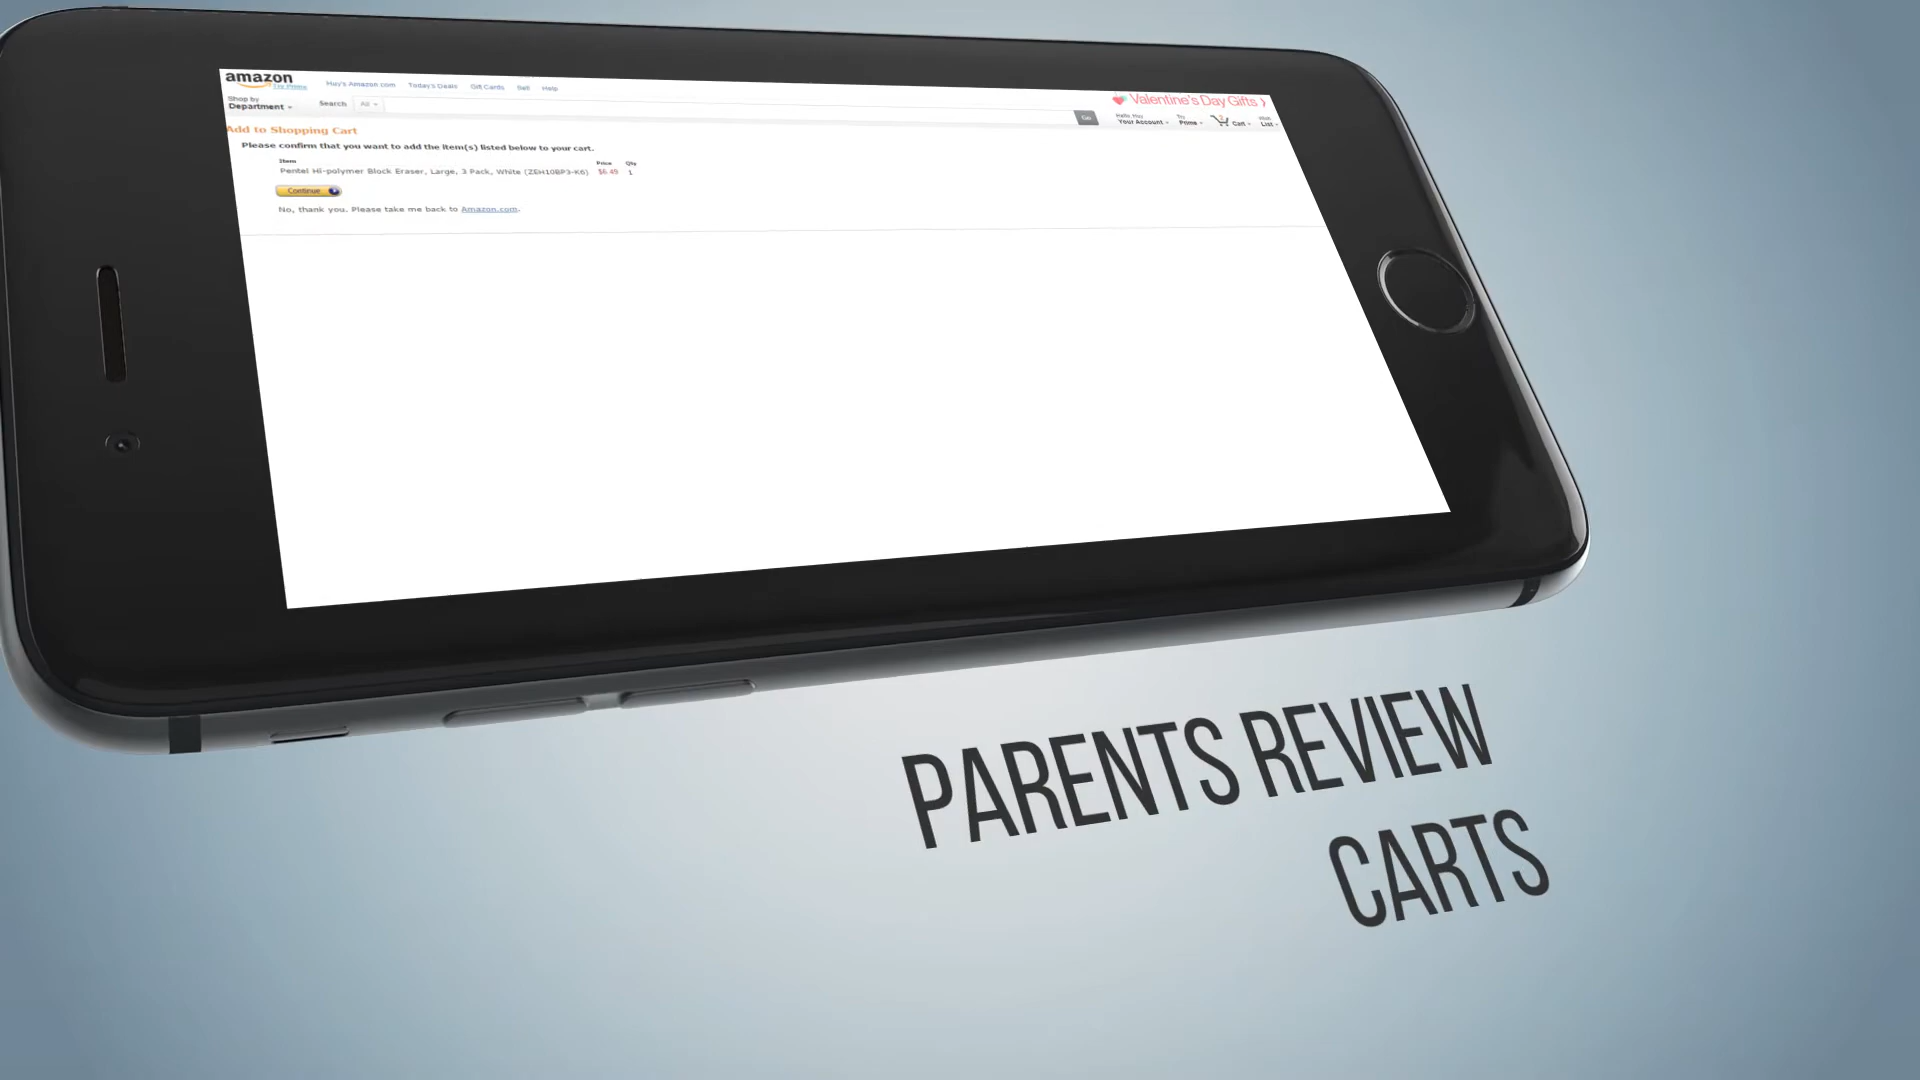 amazon
Try Prime
Hey's Amazon.com Today's Deals Gift Cards Sell Help
Valentine's Day Gifts
Shop by
Department
Search All
Go
Hello, Hey
Your Account
Try
Prime
Cart
Wish
List
Add to Shopping Cart
Please confirm that you want to add the item(s) listed below to your cart.
Item Price Qty
Pentel Hi-polymer Block Eraser, Large, 3 Pack, White (ZEH10BP3-K6) $6.49 1
Continue
No, thank you. Please take me back to Amazon.com.
PARENTS REVIEW
CARTS